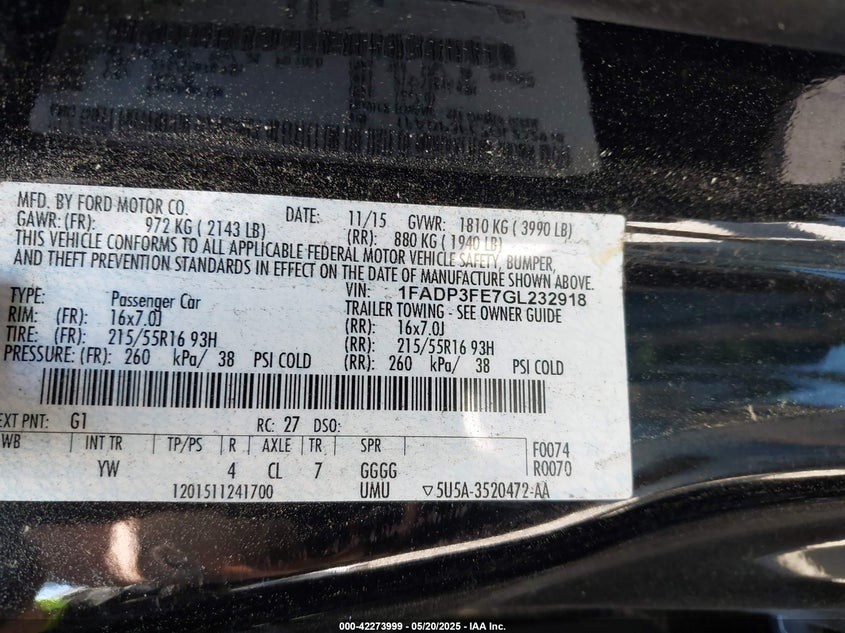 MFD. BY FORD MOTOR CO. DATE: 11/15 GVWR: 1810 KG ( 3990 LB)
GAWR: (FR): 972 KG ( 2143 LB) (RR): 880 KG ( 1940 LB)
THIS VEHICLE CONFORMS TO ALL APPLICABLE FEDERAL MOTOR VEHICLE SAFETY, BUMPER,
AND THEFT PREVENTION STANDARDS IN EFFECT ON THE DATE OF MANUFACTURE SHOWN ABOVE.
VIN: 1FADP3FE7GL232918
TYPE: Passenger Car TRAILER TOWING - SEE OWNER GUIDE
RIM: (FR): 16x7.0J (RR): 16x7.0J
TIRE: (FR): 215/55R16 93H (RR): 215/55R16 93H
PRESSURE: (FR): 260 kPa/ 38 PSI COLD (RR): 260 kPa/ 38 PSI COLD
EXT PNT: G1 RC: 27 DSO:
WB INT TR TP/PS R AXLE TR SPR F0074
YW 4 CL 7 GGGG R0070
1201511241700 UMU ▽5U5A-3520472-AA
000-42273999 - 05/20/2025 - IAA Inc.